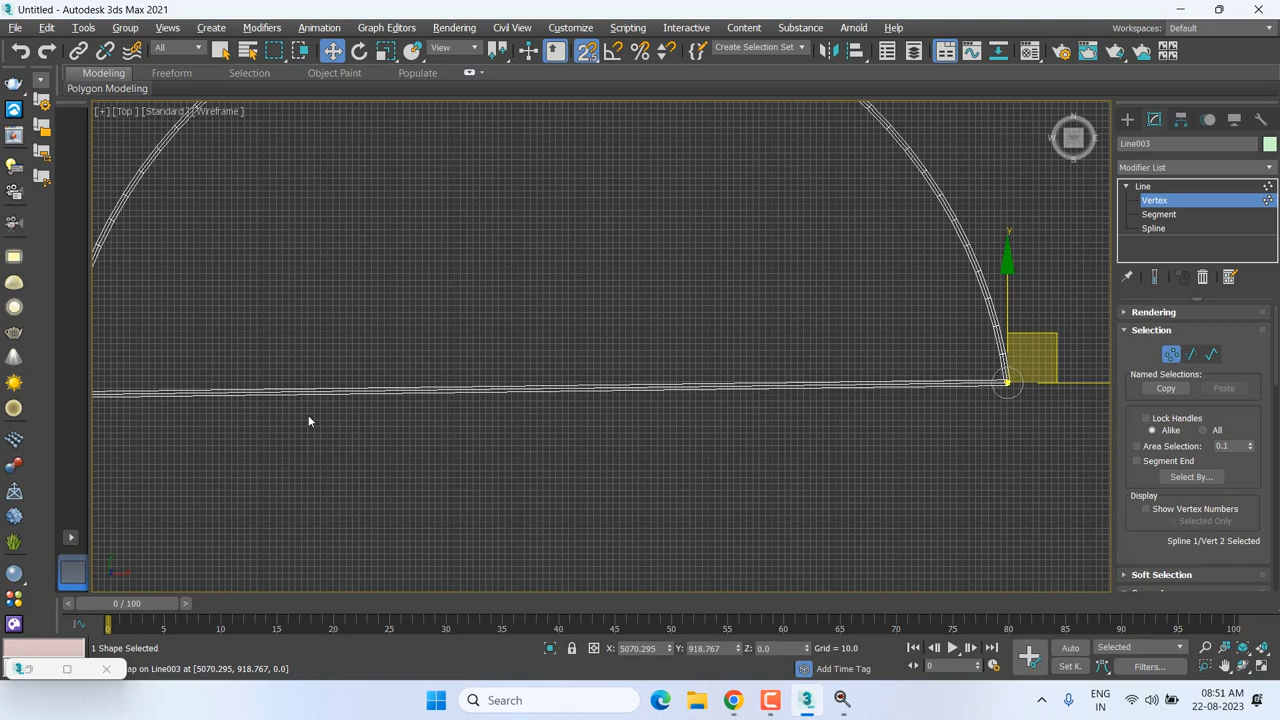 Untitled - Autodesk 3ds Max 2021
File Edit Tools Group Views Create Modifiers Animation Graph Editors Rendering Civil View Customize Scripting Interactive Content Substance Arnold Help Workspaces: Default
All View Create Selection Set
Modeling Freeform Selection Object Paint Populate
Polygon Modeling
[+] [Top ] [Standard ] [Wireframe ]
N
W E
S
y
Line003
Modifier List
Line
Vertex
Segment
Spline
Rendering
Selection
Named Selections:
Copy Paste
Lock Handles
Alike All
Area Selection: 0.1
Segment End
Select By...
Display
Show Vertex Numbers
Selected Only
Spline 1/Vert 2 Selected
Soft Selection
< 0 / 100 >
0 5 10 15 20 25 30 35 40 45 50 55 60 65 70 75 80 85 90 95 100
1 Shape Selected
X: 5070.295 Y: 918.767 Z: 0.0 Grid = 10.0
Auto Selected
Set K. Filters...
ap on Line003 at [5070.295, 918.767, 0.0]
Add Time Tag
0
Search
ENG
IN
08:51 AM
22-08-2023